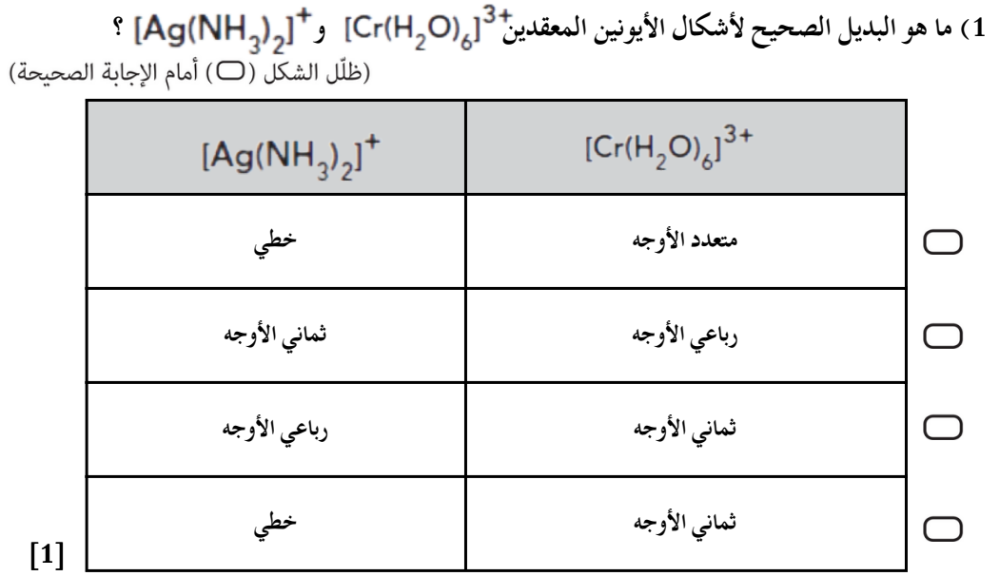 1) ما هو البديل الصحيح لأشكال الأيونين المعقدين [Cr(H₂O)₆]³⁺ و [Ag(NH₃)₂]⁺ ؟
(ظلّل الشكل (⬭) أمام الإجابة الصحيحة)
[Cr(H₂O)₆]³⁺ [Ag(NH₃)₂]⁺
متعدد الأوجه خطي
رباعي الأوجه ثماني الأوجه
ثماني الأوجه رباعي الأوجه
ثماني الأوجه خطي
[1]